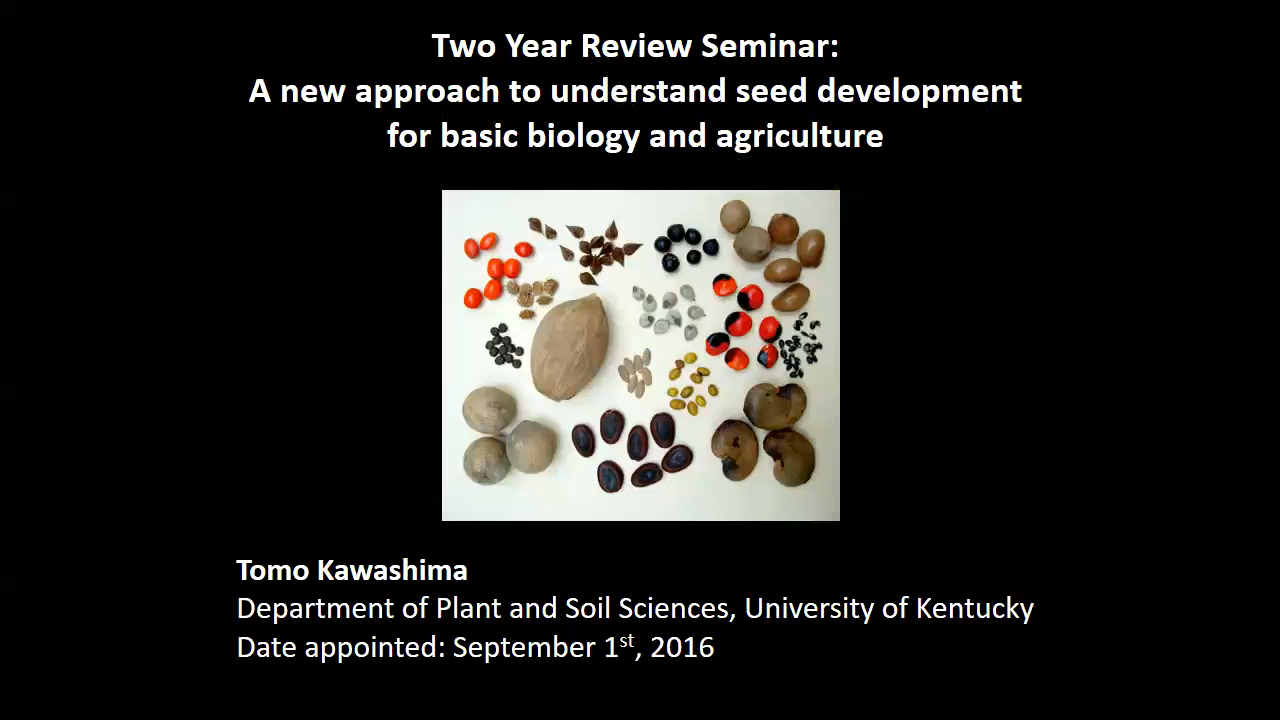 Two Year Review Seminar:
A new approach to understand seed development
for basic biology and agriculture
Tomo Kawashima
Department of Plant and Soil Sciences, University of Kentucky
Date appointed: September 1st, 2016